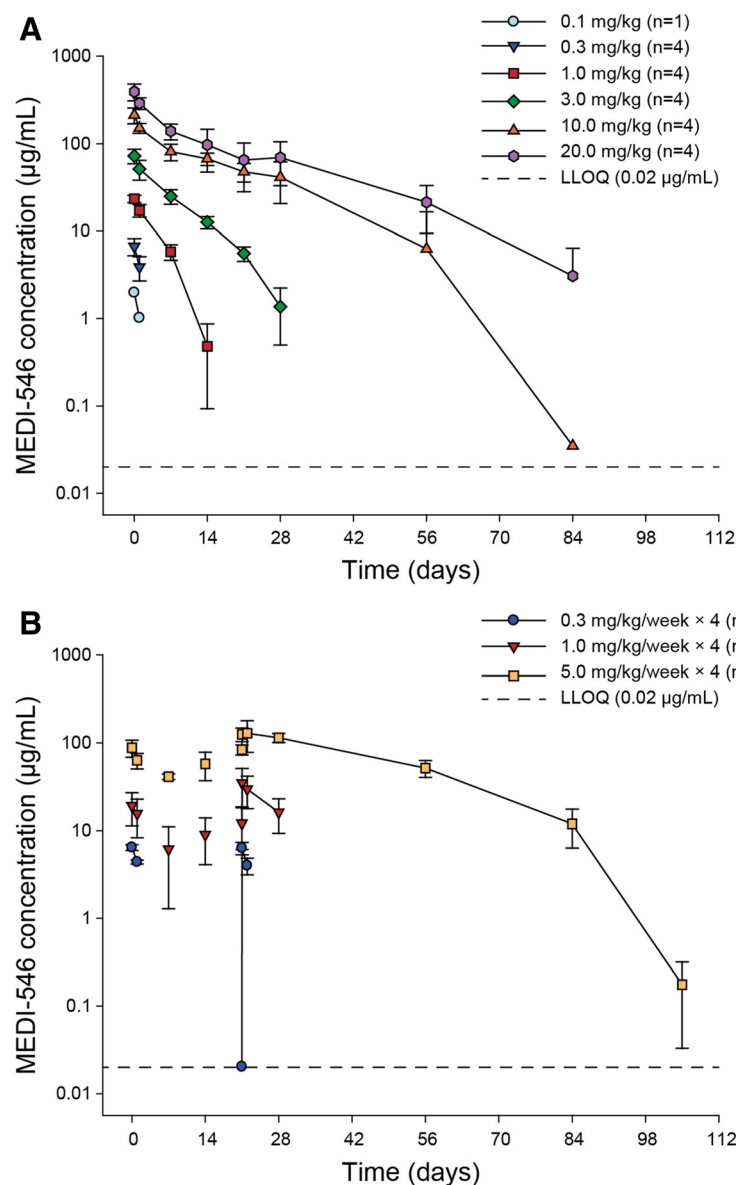 A
0.1 mg/kg (n=1)
0.3 mg/kg (n=4)
1.0 mg/kg (n=4)
3.0 mg/kg (n=4)
10.0 mg/kg (n=4)
20.0 mg/kg (n=4)
LLOQ (0.02 µg/mL)
MEDI-546 concentration (µg/mL)
1000
100
10
1
0.1
0.01
0 14 28 42 56 70 84 98 112
Time (days)
B
0.3 mg/kg/week × 4 (
1.0 mg/kg/week × 4 (
5.0 mg/kg/week × 4 (
LLOQ (0.02 µg/mL)
MEDI-546 concentration (µg/mL)
1000
100
10
1
0.1
0.01
0 14 28 42 56 70 84 98 112
Time (days)